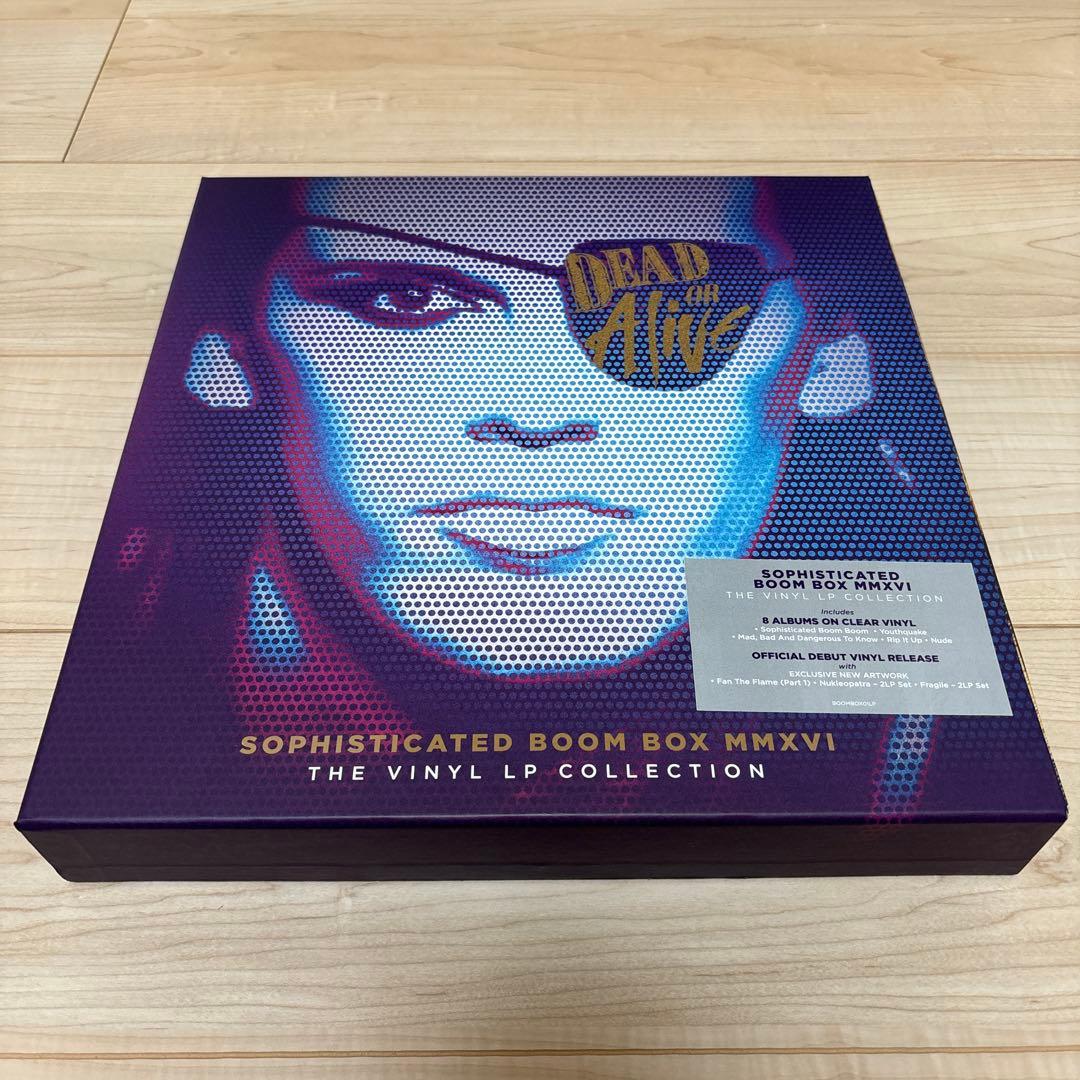 DEAD
OR
Alive
SOPHISTICATED
BOOM BOX MMXVI
THE VINYL LP COLLECTION
Includes
8 ALBUMS ON CLEAR VINYL
• Sophisticated Boom Boom • Youthquake
• Mad, Bad And Dangerous To Know • Rip It Up • Nude
OFFICIAL DEBUT VINYL RELEASE
with
EXCLUSIVE NEW ARTWORK
• Fan The Flame (Part 1) • Nukleopatra – 2LP Set • Fragile – 2LP Set
BOOMBOX01LP
SOPHISTICATED BOOM BOX MMXVI
THE VINYL LP COLLECTION